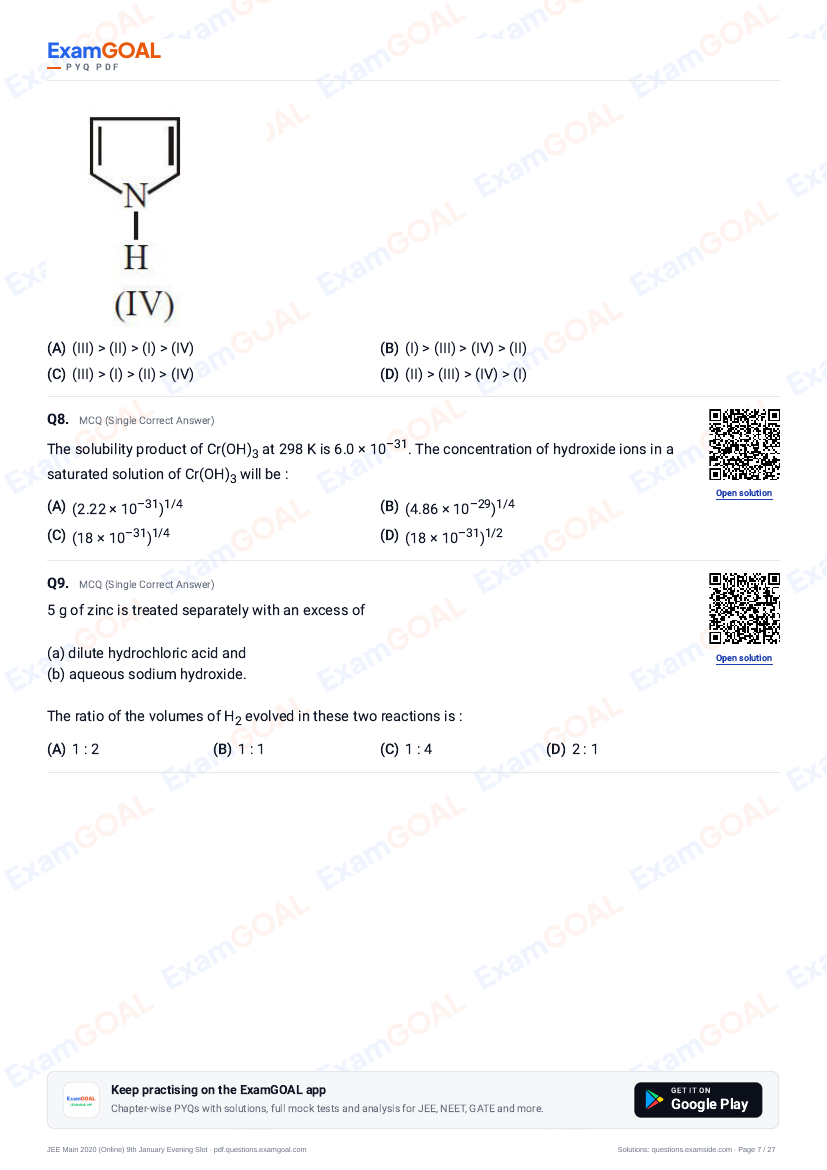 ExamGOAL
PYQ PDF
N
H
(IV)
(A) (III) > (II) > (I) > (IV)
(B) (I) > (III) > (IV) > (II)
(C) (III) > (I) > (II) > (IV)
(D) (II) > (III) > (IV) > (I)
Q8. MCQ (Single Correct Answer)
The solubility product of Cr(OH)₃ at 298 K is 6.0 × 10⁻³¹. The concentration of hydroxide ions in a
saturated solution of Cr(OH)₃ will be :
Open solution
(A) (2.22 × 10⁻³¹)¹/⁴
(B) (4.86 × 10⁻²⁹)¹/⁴
(C) (18 × 10⁻³¹)¹/⁴
(D) (18 × 10⁻³¹)¹/²
Q9. MCQ (Single Correct Answer)
5 g of zinc is treated separately with an excess of
(a) dilute hydrochloric acid and
(b) aqueous sodium hydroxide.
Open solution
The ratio of the volumes of H₂ evolved in these two reactions is :
(A) 1 : 2
(B) 1 : 1
(C) 1 : 4
(D) 2 : 1
ExamGOAL
Keep practising on the ExamGOAL app
Chapter-wise PYQs with solutions, full mock tests and analysis for JEE, NEET, GATE and more.
GET IT ON
Google Play
JEE Main 2020 (Online) 9th January Evening Slot · pdf.questions.examgoal.com
Solutions: questions.examside.com · Page 7 / 27